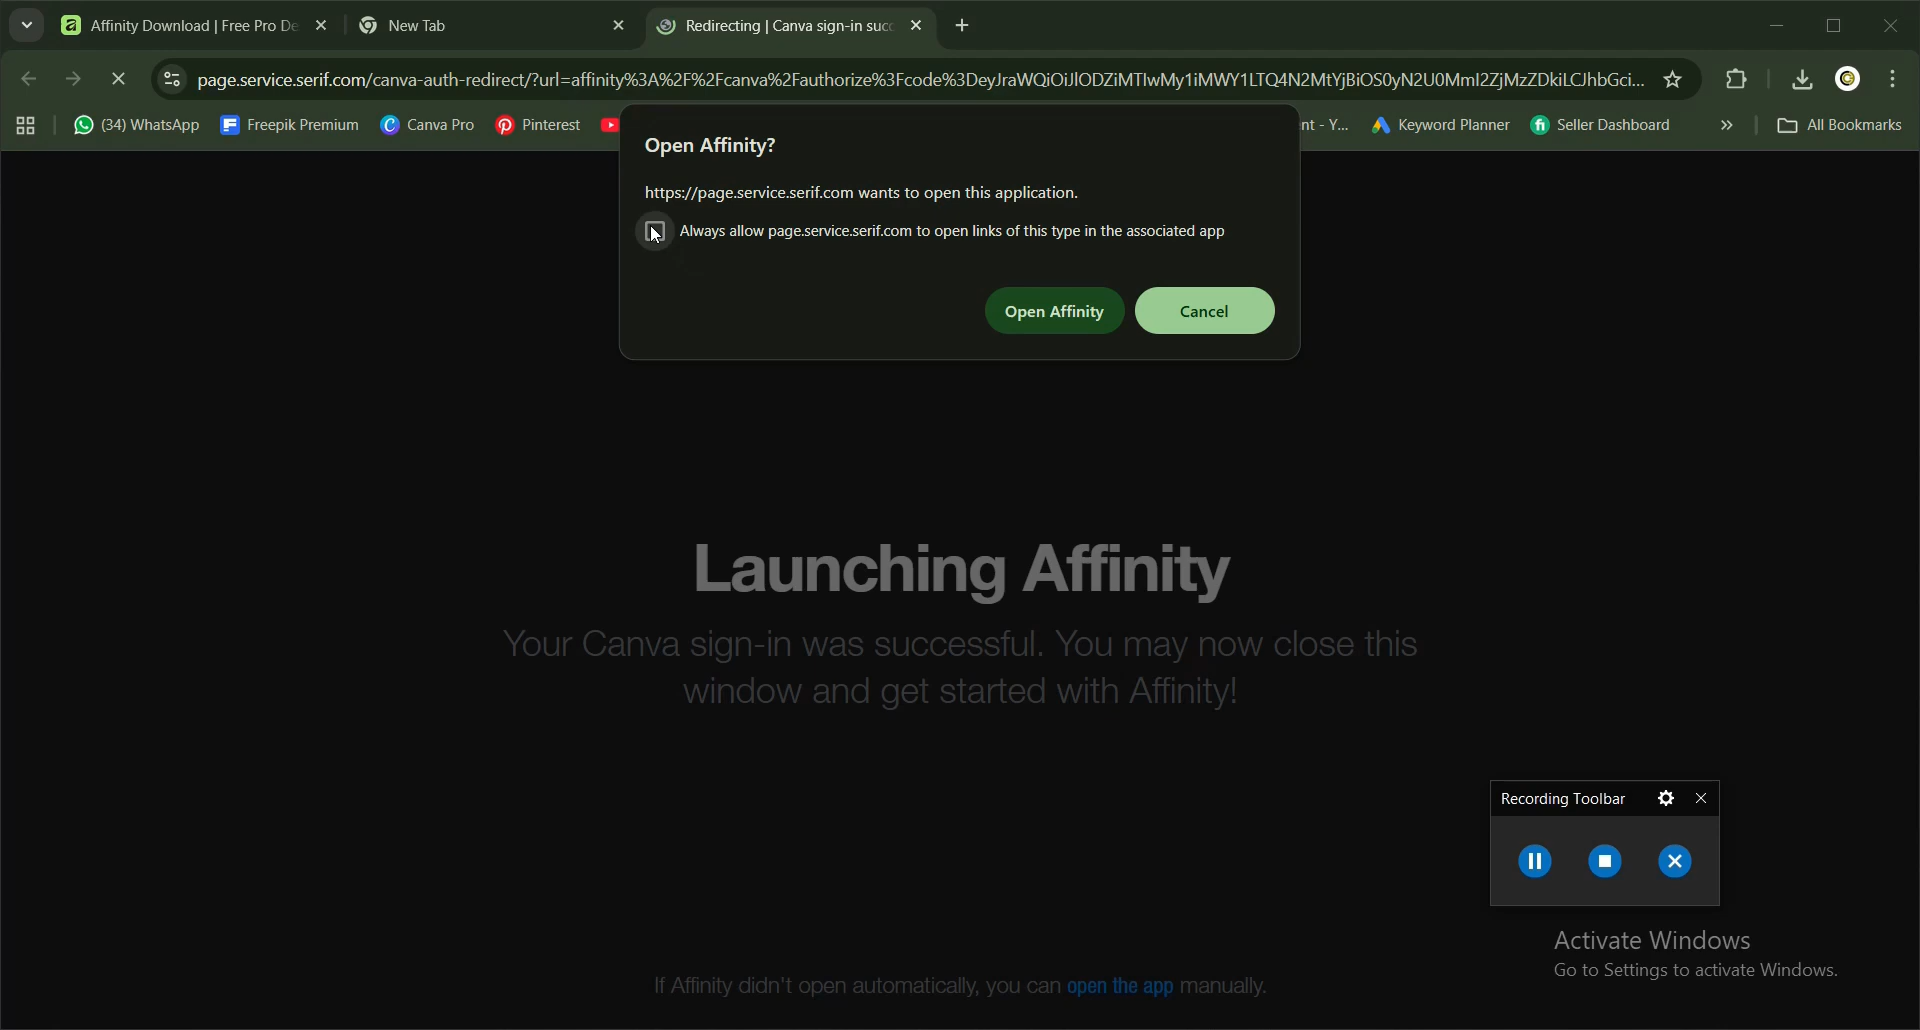 Affinity Download | Free Pro De
New Tab
Redirecting | Canva sign-in succ
page.service.serif.com/canva-auth-redirect/?url=affinity%3A%2F%2Fcanva%2Fauthorize%3Fcode%3DeyJraWQiOiJlODZiMTIwMy1iMWY1LTQ4N2MtYjBiOS0yN2U0MmI2ZjMzZDkiLCJhbGci...
(34) WhatsApp
Freepik Premium
Canva Pro
Pinterest
nt - Y...
Keyword Planner
Seller Dashboard
All Bookmarks
Open Affinity?
https://page.service.serif.com wants to open this application.
Always allow page.service.serif.com to open links of this type in the associated app
Open Affinity
Cancel
Launching Affinity
Your Canva sign-in was successful. You may now close this
window and get started with Affinity!
Recording Toolbar
Activate Windows
Go to Settings to activate Windows.
If Affinity didn't open automatically, you can open the app manually.